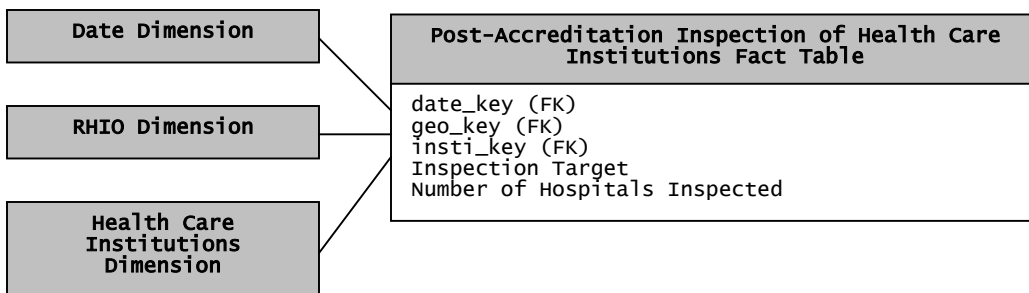 Date Dimension
RHIO Dimension
Health Care
Institutions
Dimension
Post-Accreditation Inspection of Health Care
Institutions Fact Table
date_key (FK)
geo_key (FK)
insti_key (FK)
Inspection Target
Number of Hospitals Inspected